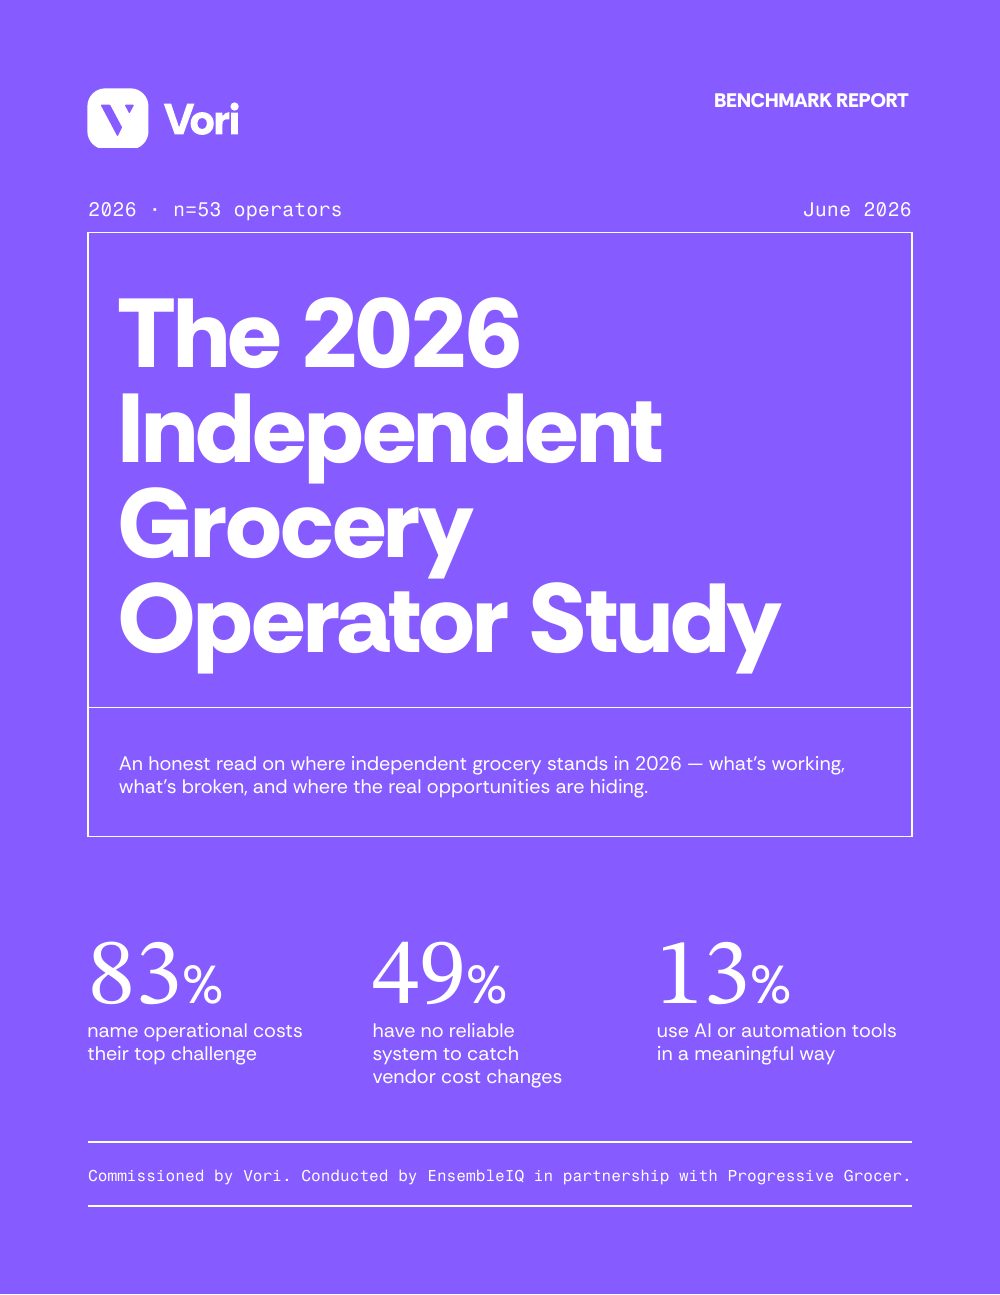 Vori
BENCHMARK REPORT
2026 · n=53 operators
June 2026
The 2026
Independent
Grocery
Operator Study
An honest read on where independent grocery stands in 2026 — what's working,
what's broken, and where the real opportunities are hiding.
83%
name operational costs
their top challenge
49%
have no reliable
system to catch
vendor cost changes
13%
use AI or automation tools
in a meaningful way
Commissioned by Vori. Conducted by EnsembleIQ in partnership with Progressive Grocer.